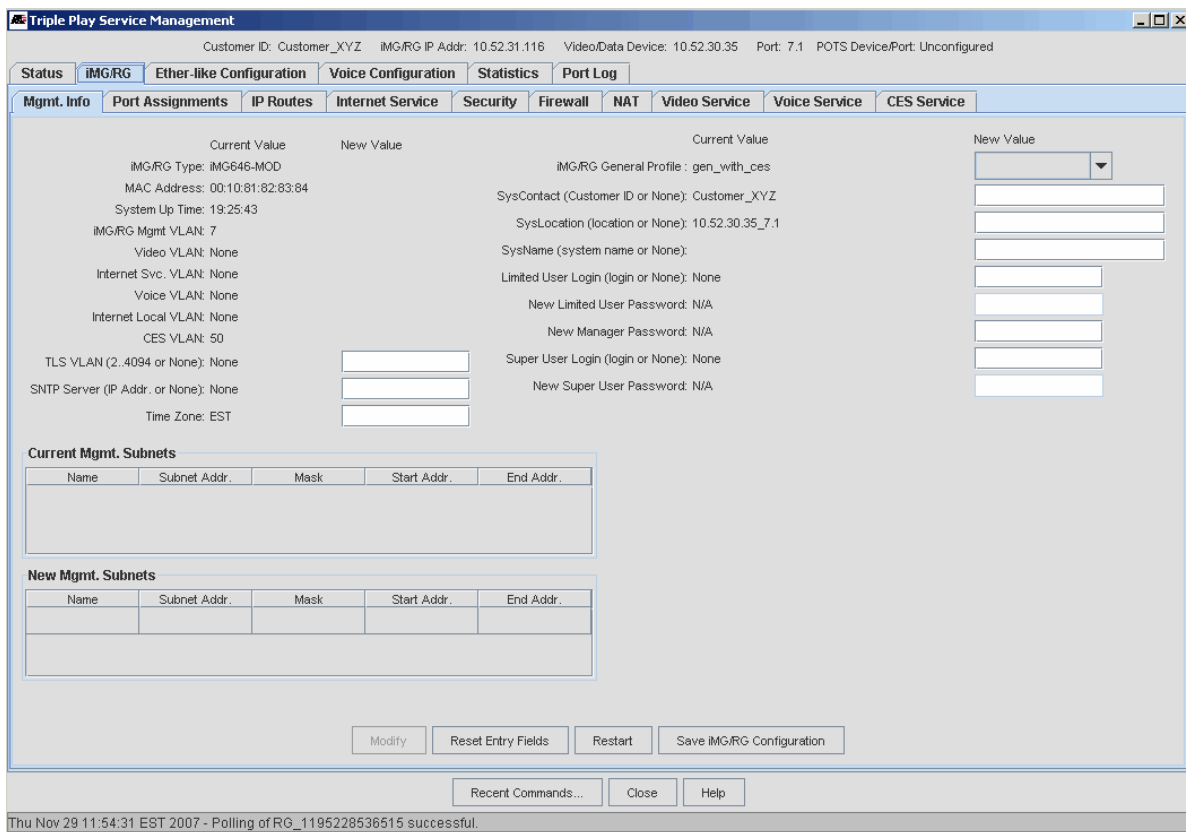 Triple Play Service Management
Customer ID: Customer_XYZ iMG/RG IP Addr: 10.52.31.116 Video/Data Device: 10.52.30.35 Port: 7.1 POTS Device/Port: Unconfigured
Status iMG/RG Ether-like Configuration Voice Configuration Statistics Port Log
Mgmt. Info Port Assignments IP Routes Internet Service Security Firewall NAT Video Service Voice Service CES Service
Current Value New Value
iMG/RG Type: iMG646-MOD
MAC Address: 00:10:81:82:83:84
System Up Time: 19:25:43
iMG/RG Mgmt VLAN: 7
Video VLAN: None
Internet Svc. VLAN: None
Voice VLAN: None
Internet Local VLAN: None
CES VLAN: 50
TLS VLAN (2..4094 or None): None
SNTP Server (IP Addr. or None): None
Time Zone: EST
Current Value New Value
iMG/RG General Profile : gen_with_ces
SysContact (Customer ID or None): Customer_XYZ
SysLocation (location or None): 10.52.30.35_7.1
SysName (system name or None):
Limited User Login (login or None): None
New Limited User Password: N/A
New Manager Password: N/A
Super User Login (login or None): None
New Super User Password: N/A
Current Mgmt. Subnets
Name Subnet Addr. Mask Start Addr. End Addr.
New Mgmt. Subnets
Name Subnet Addr. Mask Start Addr. End Addr.
Modify Reset Entry Fields Restart Save iMG/RG Configuration
Recent Commands... Close Help
Thu Nov 29 11:54:31 EST 2007 - Polling of RG_1195228536515 successful.